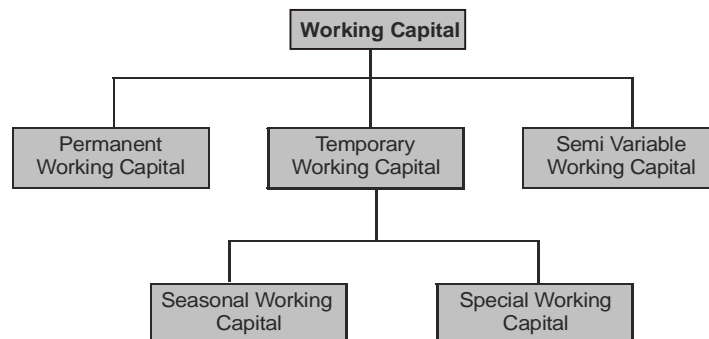 Working Capital
Permanent
Working Capital
Temporary
Working Capital
Semi Variable
Working Capital
Seasonal Working
Capital
Special Working
Capital